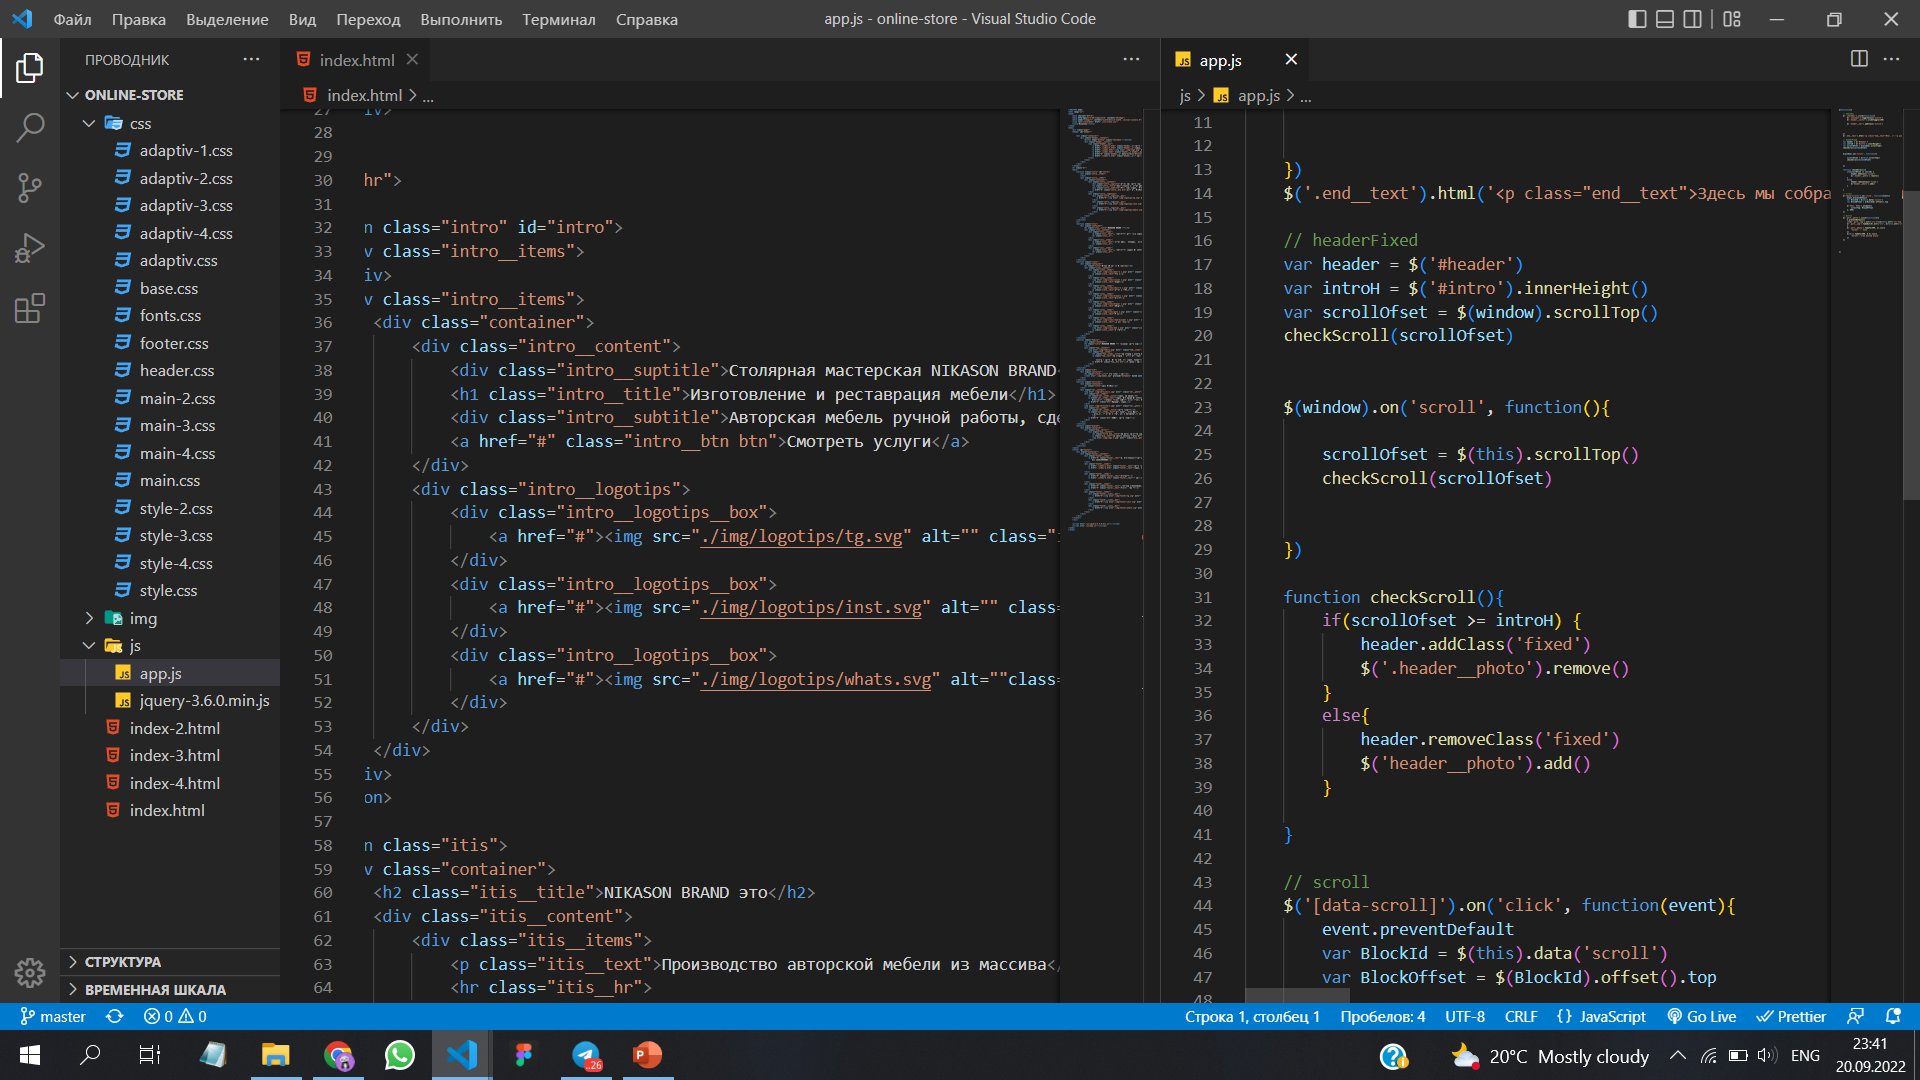 Файл Правка Выделение Вид Переход Выполнить Терминал Справка
app.js - online-store - Visual Studio Code
ПРОВОДНИК
ONLINE-STORE
css
adaptiv-1.css
adaptiv-2.css
adaptiv-3.css
adaptiv-4.css
adaptiv.css
base.css
fonts.css
footer.css
header.css
main-2.css
main-3.css
main-4.css
main.css
style-2.css
style-3.css
style-4.css
style.css
img
js
app.js
jquery-3.6.0.min.js
index-2.html
index-3.html
index-4.html
index.html
СТРУКТУРА
ВРЕМЕННАЯ ШКАЛА
index.html
index.html > ...
27 iv>
28
29
30 hr">
31
32 n class="intro" id="intro">
33 v class="intro__items">
34 iv>
35 v class="intro__items">
36 <div class="container">
37 <div class="intro__content">
38 <div class="intro__suptitle">Столярная мастерская NIKASON BRAND
39 <h1 class="intro__title">Изготовление и реставрация мебели</h1>
40 <div class="intro__subtitle">Авторская мебель ручной работы, сде
41 <a href="#" class="intro__btn btn">Смотреть услуги</a>
42 </div>
43 <div class="intro__logotips">
44 <div class="intro__logotips__box">
45 <a href="#"><img src="./img/logotips/tg.svg" alt="" class="
46 </div>
47 <div class="intro__logotips__box">
48 <a href="#"><img src="./img/logotips/inst.svg" alt="" class=
49 </div>
50 <div class="intro__logotips__box">
51 <a href="#"><img src="./img/logotips/whats.svg" alt=""class=
52 </div>
53 </div>
54 </div>
55 iv>
56 on>
57
58 n class="itis">
59 v class="container">
60 <h2 class="itis__title">NIKASON BRAND это</h2>
61 <div class="itis__content">
62 <div class="itis__items">
63 <p class="itis__text">Производство авторской мебели из массива</
64 <hr class="itis__hr">
app.js
js > app.js > ...
11
12
13 })
14 $('.end__text').html('<p class="end__text">Здесь мы собра
15
16 // headerFixed
17 var header = $('#header')
18 var introH = $('#intro').innerHeight()
19 var scrollOfset = $(window).scrollTop()
20 checkScroll(scrollOfset)
21
22
23 $(window).on('scroll', function(){
24
25 scrollOfset = $(this).scrollTop()
26 checkScroll(scrollOfset)
27
28
29 })
30
31 function checkScroll(){
32 if(scrollOfset >= introH) {
33 header.addClass('fixed')
34 $('.header__photo').remove()
35 }
36 else{
37 header.removeClass('fixed')
38 $('header__photo').add()
39 }
40
41 }
42
43 // scroll
44 $('[data-scroll]').on('click', function(event){
45 event.preventDefault
46 var BlockId = $(this).data('scroll')
47 var BlockOffset = $(BlockId).offset().top
48
master 0 0 Строка 1, столбец 1 Пробелов: 4 UTF-8 CRLF {} JavaScript Go Live Prettier
26 20°C Mostly cloudy ENG 23:41
20.09.2022